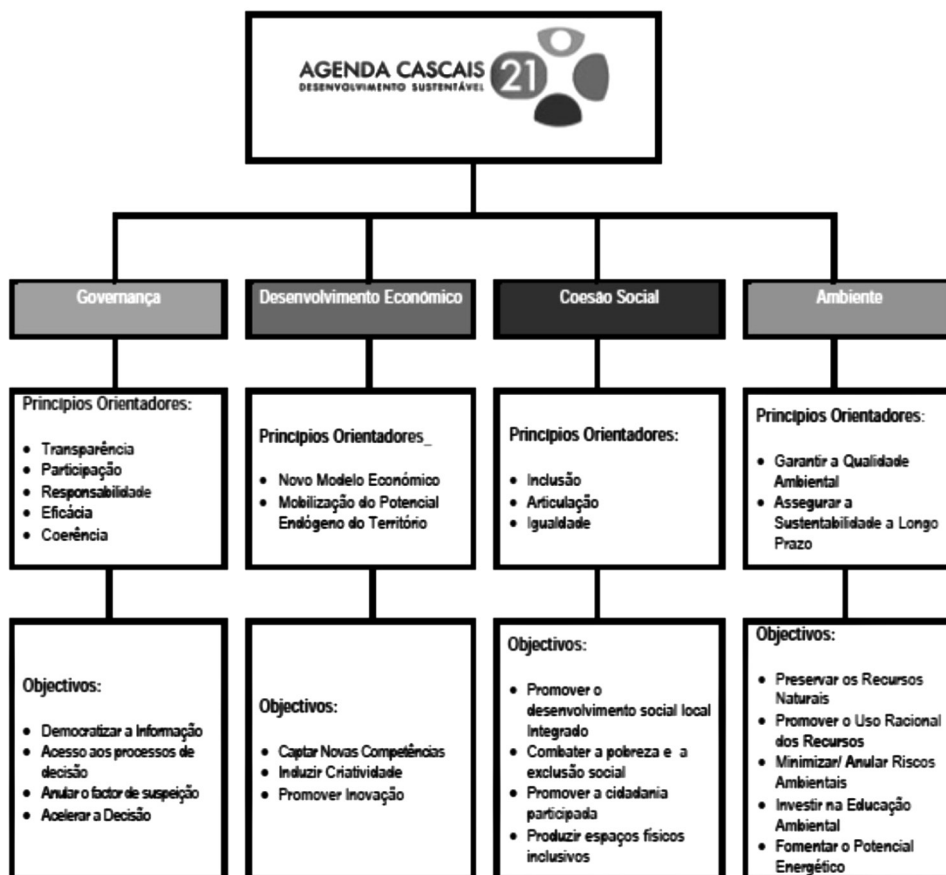 AGENDA CASCAIS 21
DESENVOLVIMENTO SUSTENTÁVEL
Governança
Princípios Orientadores:
• Transparência
• Participação
• Responsabilidade
• Eficácia
• Coerência
Objectivos:
• Democratizar a Informação
• Acesso aos processos de
decisão
• Anular o factor de suspeição
• Acelerar a Decisão
Desenvolvimento Económico
Princípios Orientadores_
• Novo Modelo Económico
• Mobilização do Potencial
Endógeno do Território
Objectivos:
• Captar Novas Competências
• Induzir Criatividade
• Promover Inovação
Coesão Social
Princípios Orientadores:
• Inclusão
• Articulação
• Igualdade
Objectivos:
• Promover o
desenvolvimento social local
Integrado
• Combater a pobreza e a
exclusão social
• Promover a cidadania
participada
• Produzir espaços físicos
inclusivos
Ambiente
Princípios Orientadores:
• Garantir a Qualidade
Ambiental
• Assegurar a
Sustentabilidade a Longo
Prazo
Objectivos:
• Preservar os Recursos
Naturais
• Promover o Uso Racional
dos Recursos
• Minimizar/ Anular Riscos
Ambientais
• Investir na Educação
Ambiental
• Fomentar o Potencial
Energético